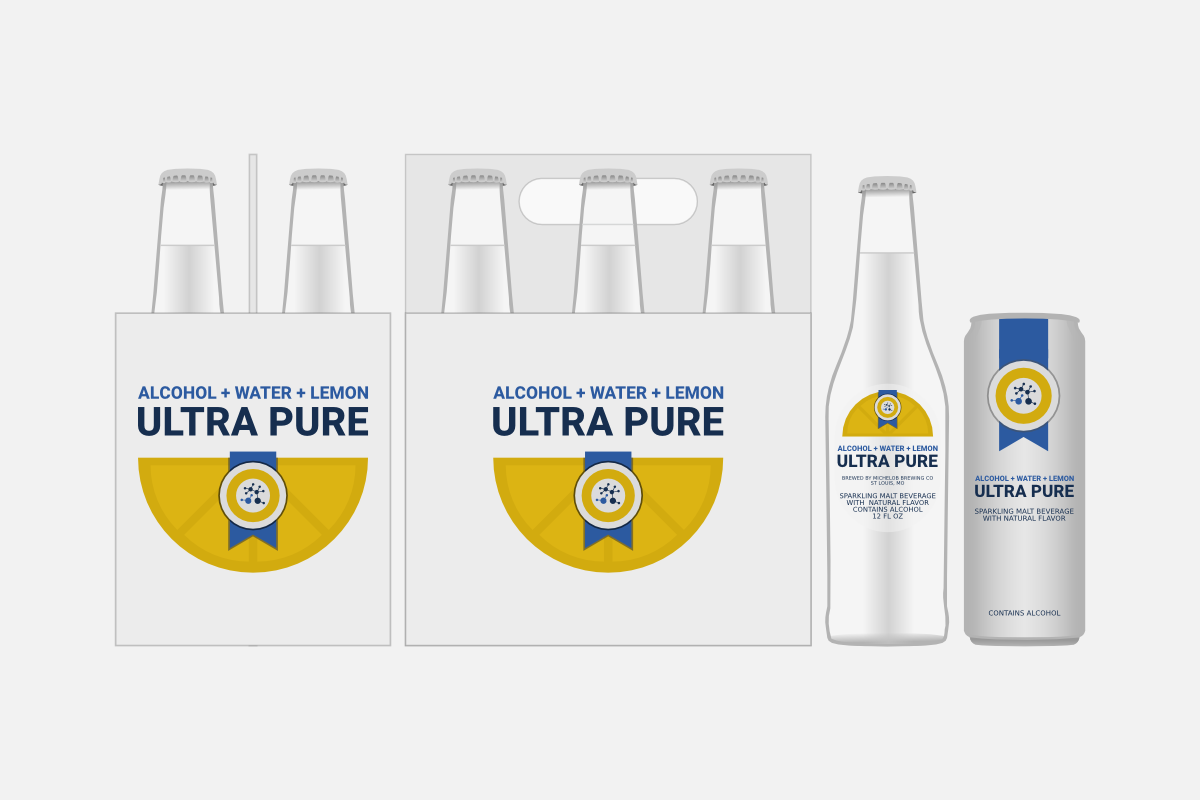 ALCOHOL + WATER + LEMON
ULTRA PURE
ALCOHOL + WATER + LEMON
ULTRA PURE
ALCOHOL + WATER + LEMON
ULTRA PURE
BREWED BY MICHELOB BREWING CO
ST LOUIS, MO
SPARKLING MALT BEVERAGE
WITH NATURAL FLAVOR
CONTAINS ALCOHOL
12 FL OZ
ALCOHOL + WATER + LEMON
ULTRA PURE
SPARKLING MALT BEVERAGE
WITH NATURAL FLAVOR
CONTAINS ALCOHOL